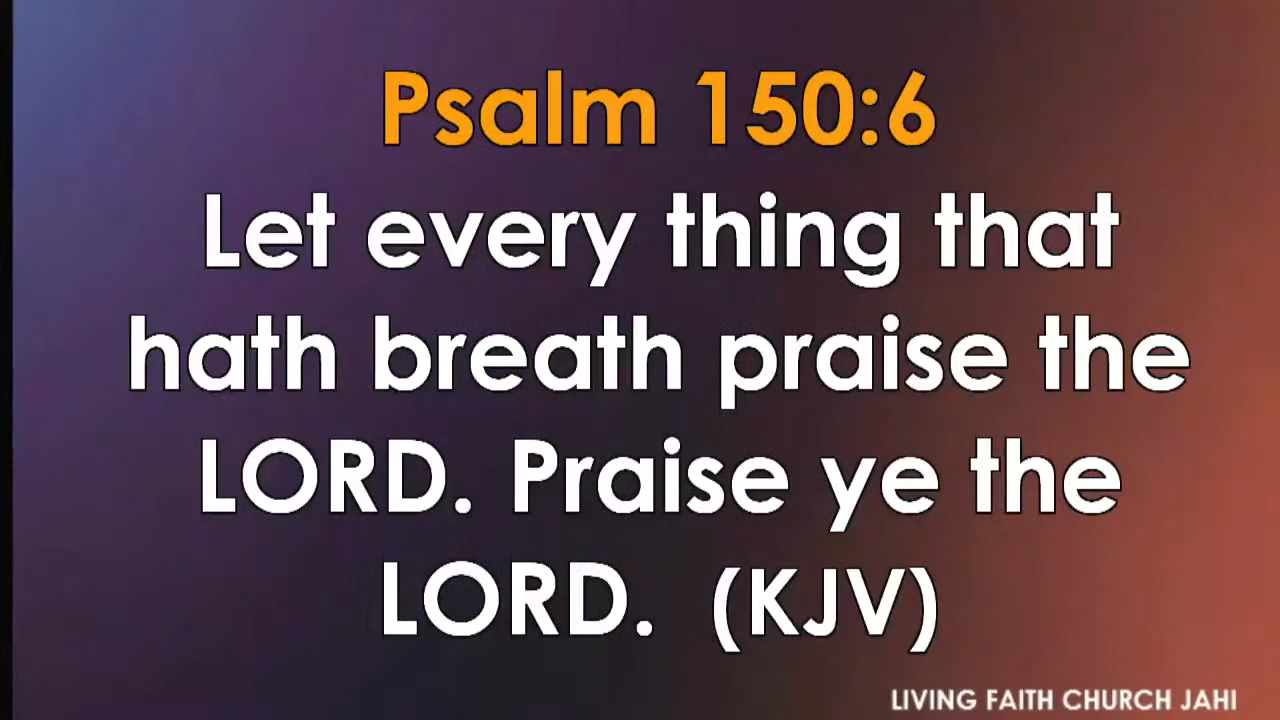 Psalm 150:6
Let every thing that
hath breath praise the
LORD. Praise ye the
LORD. (KJV)
LIVING FAITH CHURCH JAHI